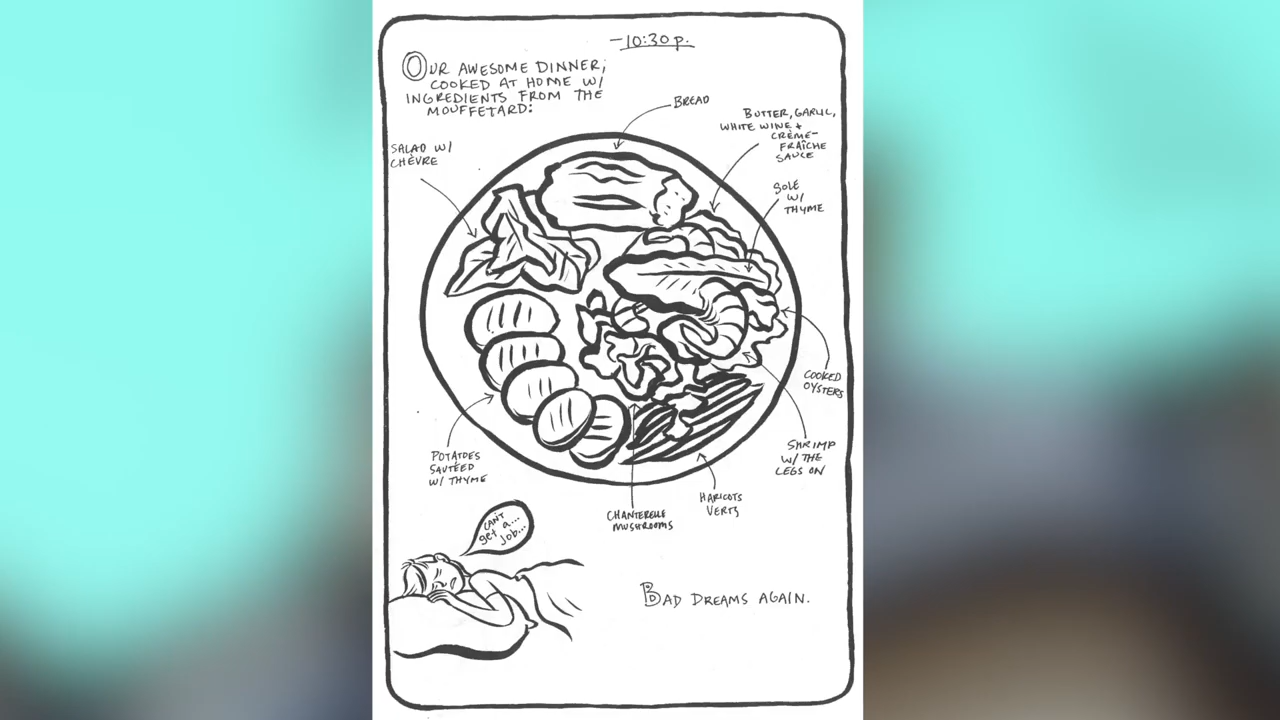 -10:30 p.
OUR AWESOME DINNER,
COOKED AT HOME W/
INGREDIENTS FROM THE
MOUFFETARD:
BREAD
BUTTER, GARLIC,
WHITE WINE +
CRÈME-
FRAÎCHE
SAUCE
SALAD W/
CHÈVRE
SOLE
W/
THYME
COOKED
OYSTERS
SHRIMP
W/ THE
LEGS ON
POTATOES
SAUTÉED
W/ THYME
HARICOTS
VERTS
CHANTERELLE
MUSHROOMS
CAN'T
get a...
job...
BAD DREAMS AGAIN.